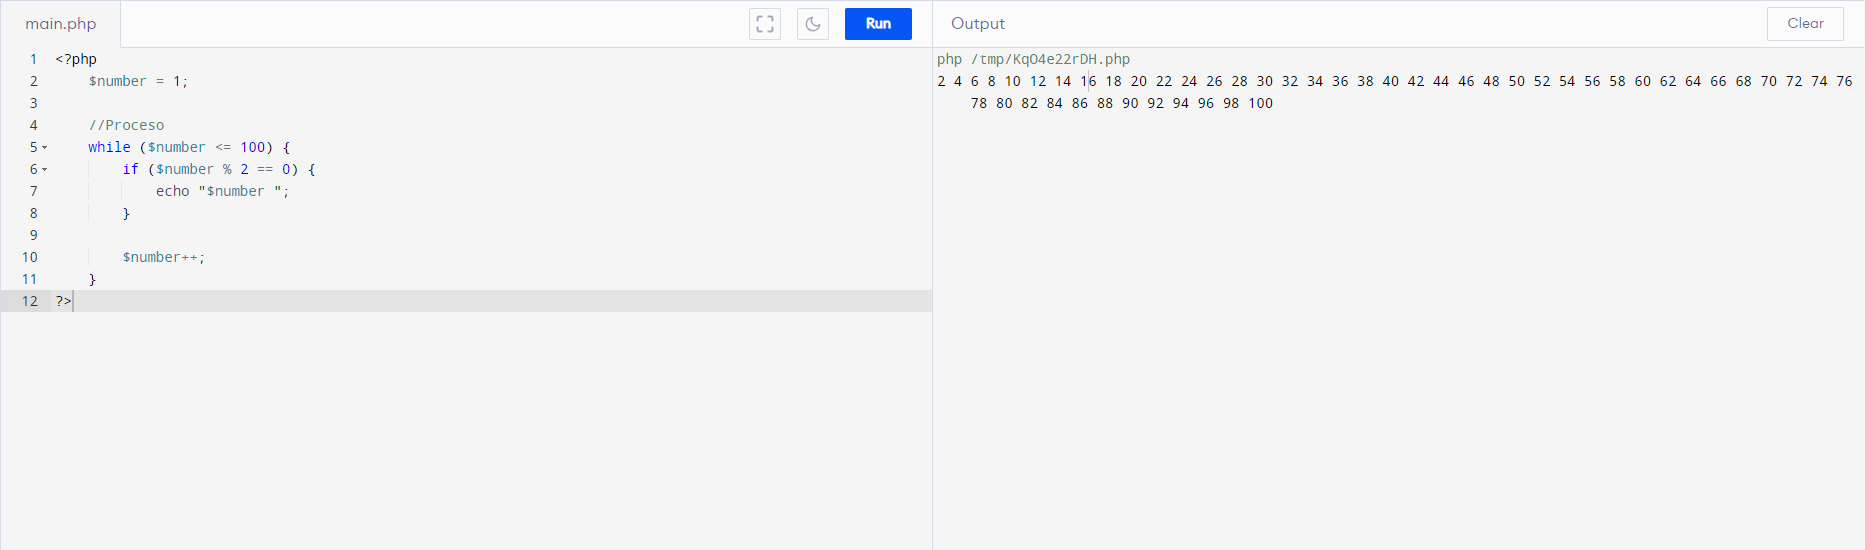 main.php
Run
1 <?php
2 $number = 1;
3
4 //Proceso
5 while ($number <= 100) {
6 if ($number % 2 == 0) {
7 echo "$number ";
8 }
9
10 $number++;
11 }
12 ?>
Output
Clear
php /tmp/KqO4e22rDH.php
2 4 6 8 10 12 14 16 18 20 22 24 26 28 30 32 34 36 38 40 42 44 46 48 50 52 54 56 58 60 62 64 66 68 70 72 74 76
78 80 82 84 86 88 90 92 94 96 98 100